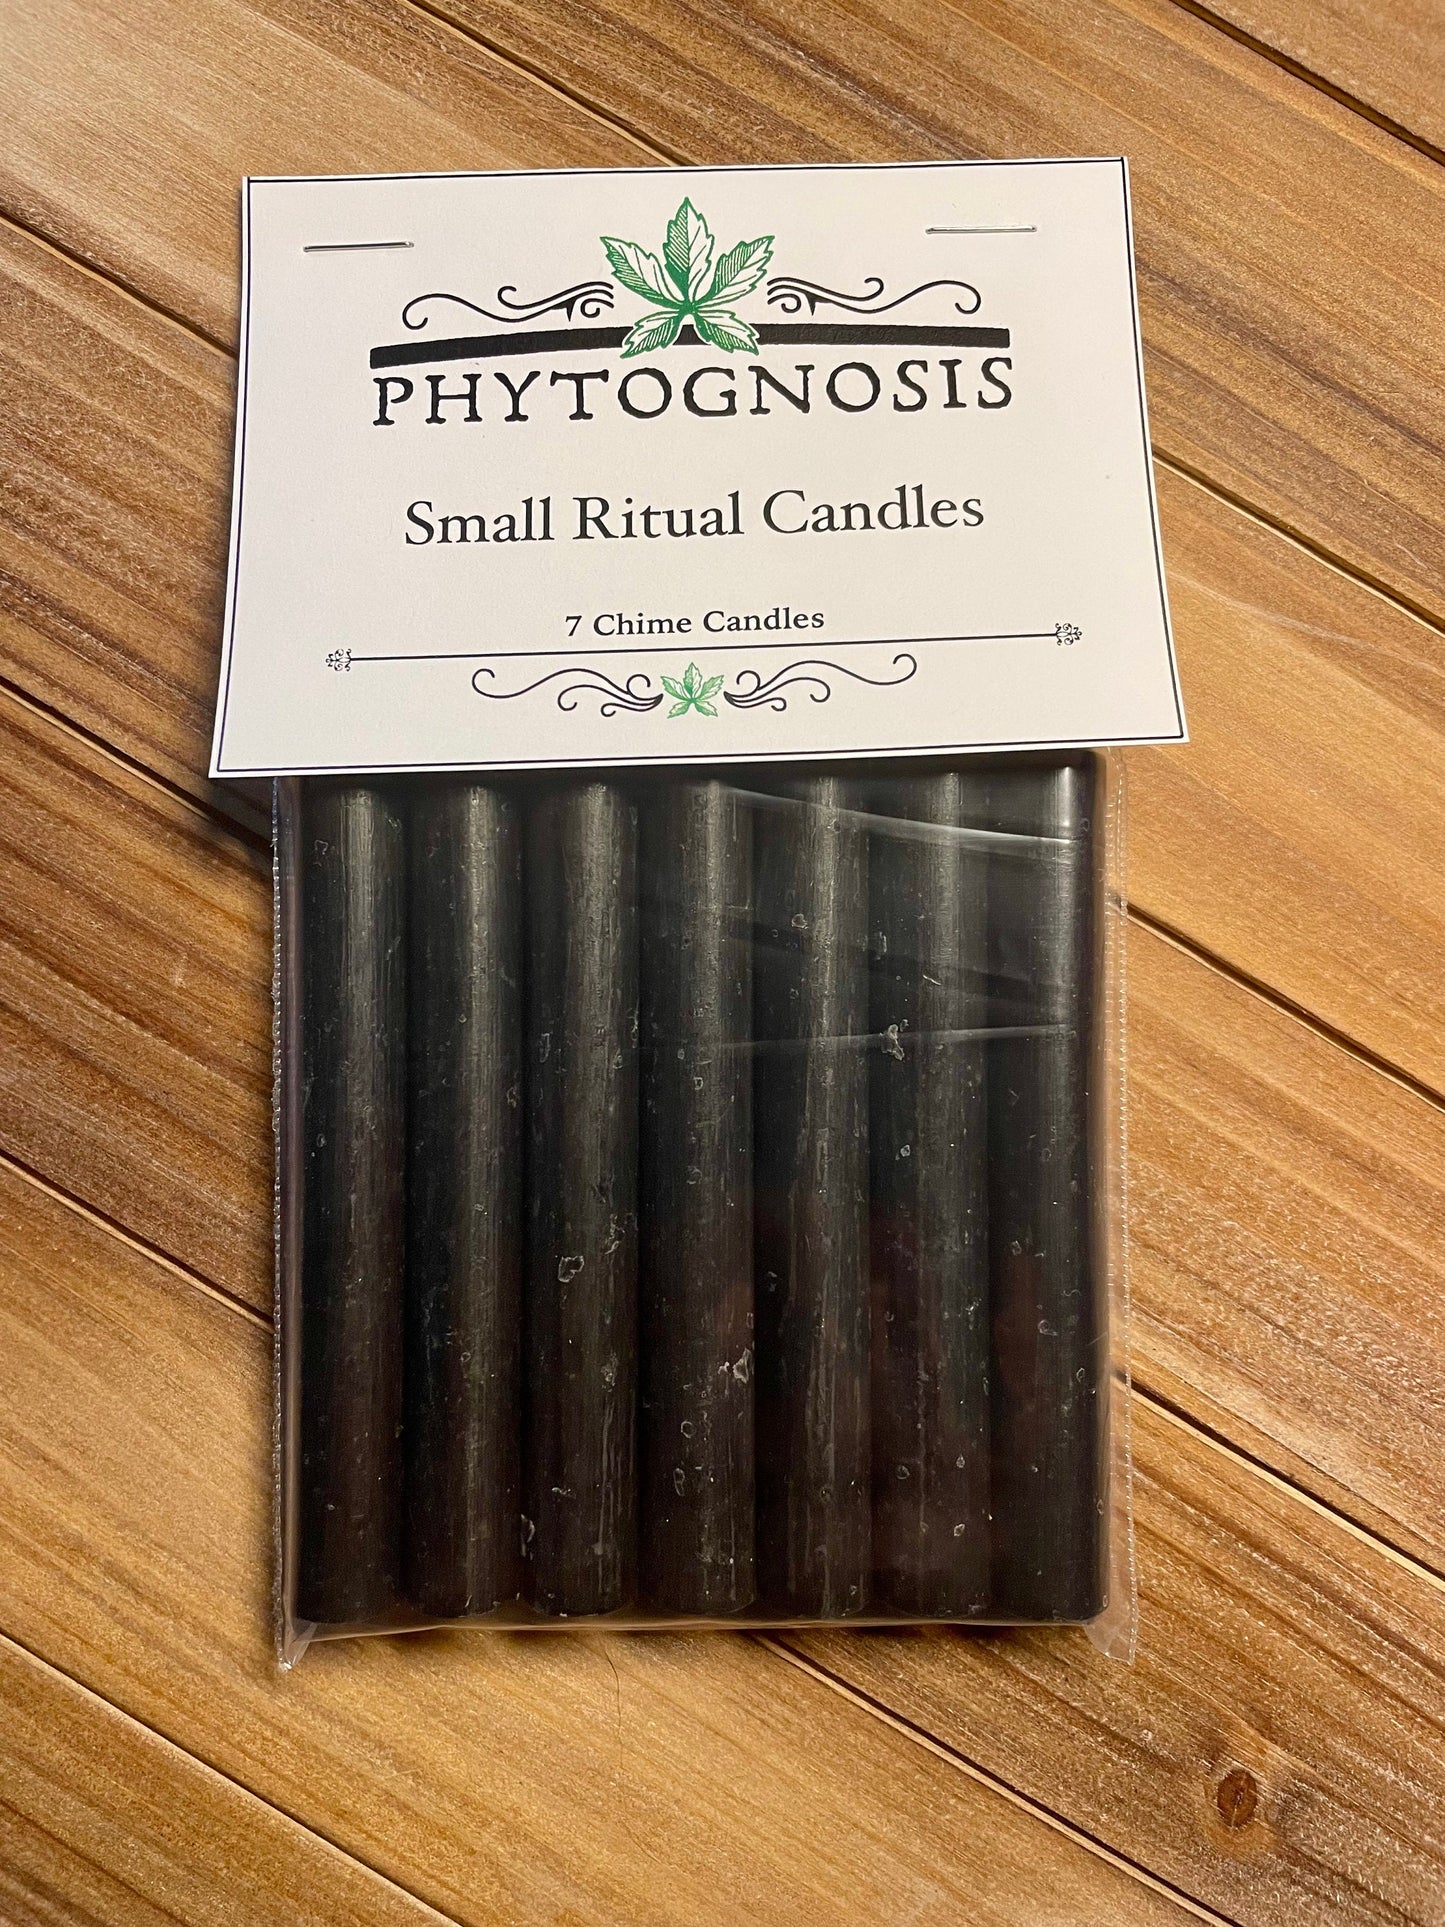 PHYTOGNOSIS
Small Ritual Candles
7 Chime Candles